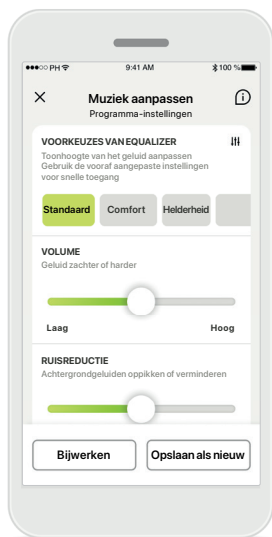 ●●●○○ PH 9:41 AM 100 %
Muziek aanpassen
Programma-instellingen
VOORKEUZES VAN EQUALIZER
Toonhoogte van het geluid aanpassen
Gebruik de vooraf aangepaste instellingen
voor snelle toegang
Standaard Comfort Helderheid
VOLUME
Geluid zachter of harder
Laag Hoog
RUISREDUCTIE
Achtergrondgeluiden oppikken of verminderen
Bijwerken Opslaan als nieuw